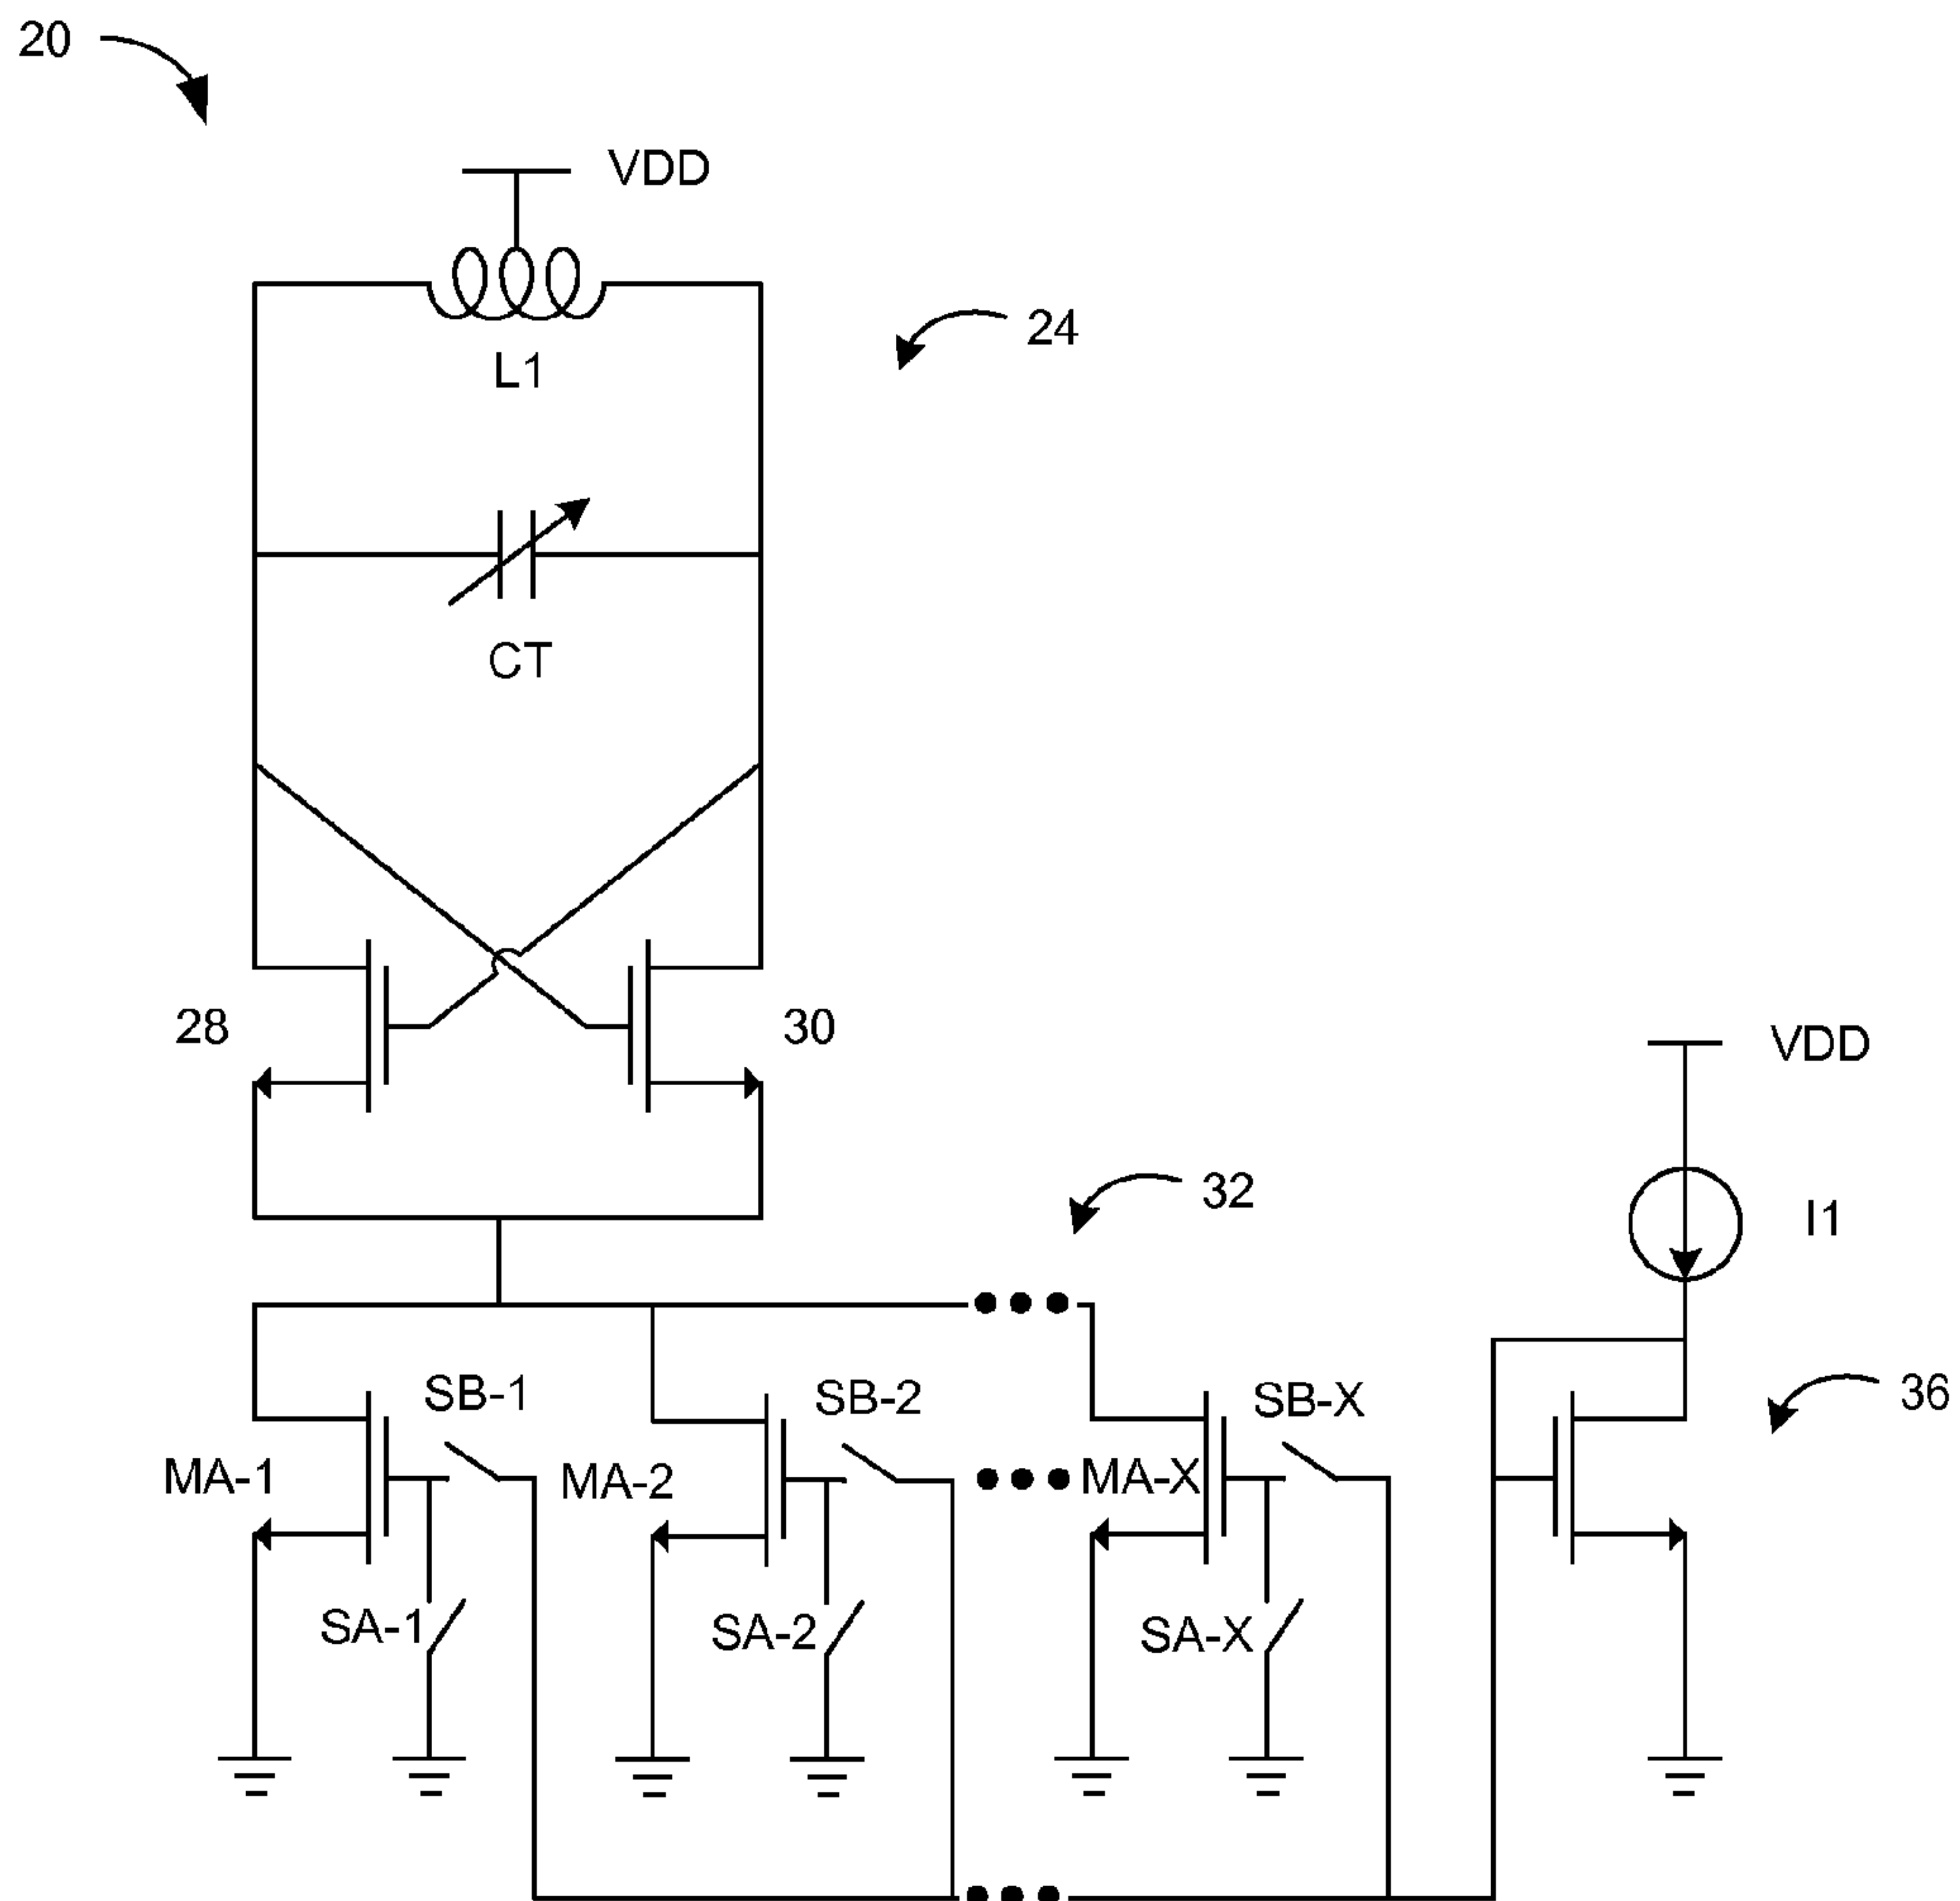 20
VDD
24
L1
CT
28
30
VDD
32
I1
SB-1
SB-2
SB-X
36
MA-1
MA-2
MA-X
SA-1
SA-2
SA-X